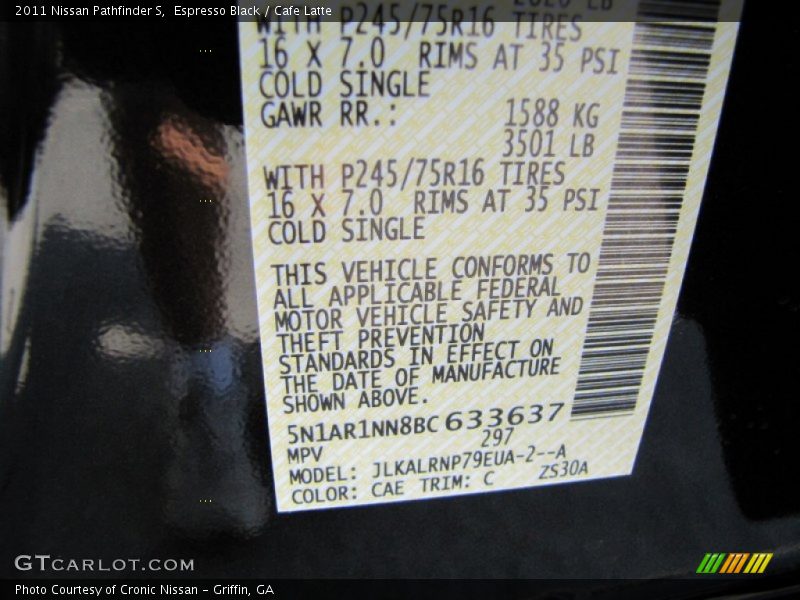 2011 Nissan Pathfinder S,  Espresso Black / Cafe Latte
WITH P245/75R16 TIRES
16 X 7.0 RIMS AT 35 PSI
COLD SINGLE
GAWR RR.: 1588 KG
3501 LB
WITH P245/75R16 TIRES
16 X 7.0 RIMS AT 35 PSI
COLD SINGLE
THIS VEHICLE CONFORMS TO
ALL APPLICABLE FEDERAL
MOTOR VEHICLE SAFETY AND
THEFT PREVENTION
STANDARDS IN EFFECT ON
THE DATE OF MANUFACTURE
SHOWN ABOVE.
5N1AR1NN8BC633637
MPV 297
MODEL: JLKALRNP79EUA-2--A
COLOR: CAE TRIM: C ZS30A
GTCARLOT.COM
Photo Courtesy of Cronic Nissan - Griffin, GA